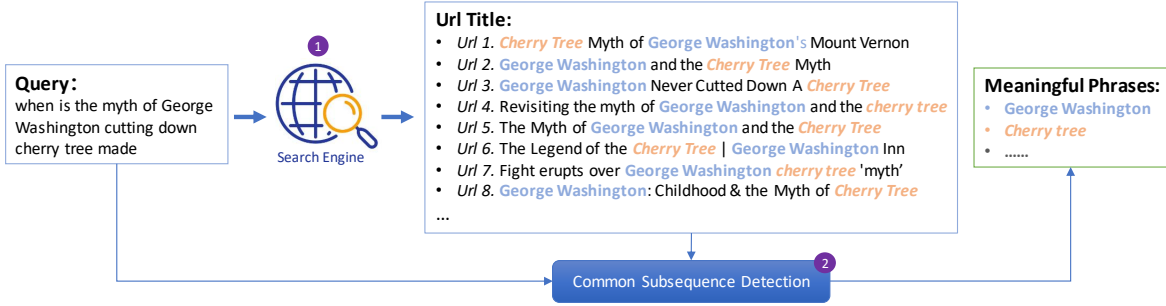 Query:
when is the myth of George
Washington cutting down
cherry tree made
1
Search Engine
Url Title:
• Url 1. Cherry Tree Myth of George Washington's Mount Vernon
• Url 2. George Washington and the Cherry Tree Myth
• Url 3. George Washington Never Cutted Down A Cherry Tree
• Url 4. Revisiting the myth of George Washington and the cherry tree
• Url 5. The Myth of George Washington and the Cherry Tree
• Url 6. The Legend of the Cherry Tree | George Washington Inn
• Url 7. Fight erupts over George Washington cherry tree 'myth’
• Url 8. George Washington: Childhood & the Myth of Cherry Tree
...
Meaningful Phrases:
• George Washington
• Cherry tree
• ......
Common Subsequence Detection
2